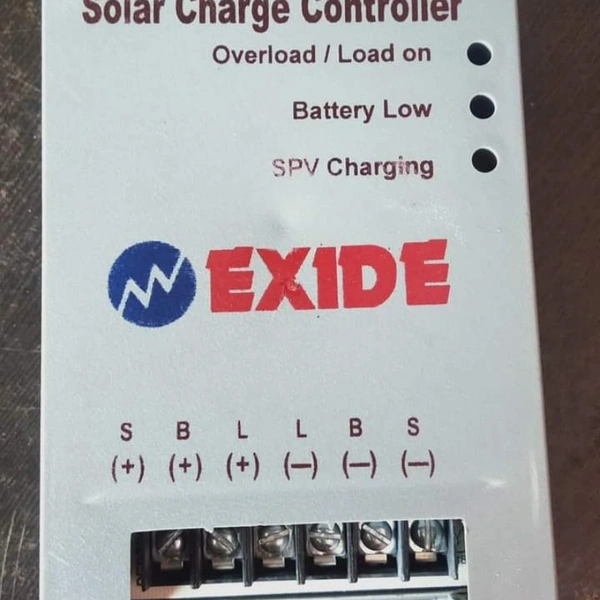 Solar Charge Controller
Overload / Load on
Battery Low
SPV Charging
EXIDE
S B L L B S
(+) (+) (+) (—) (—) (—)